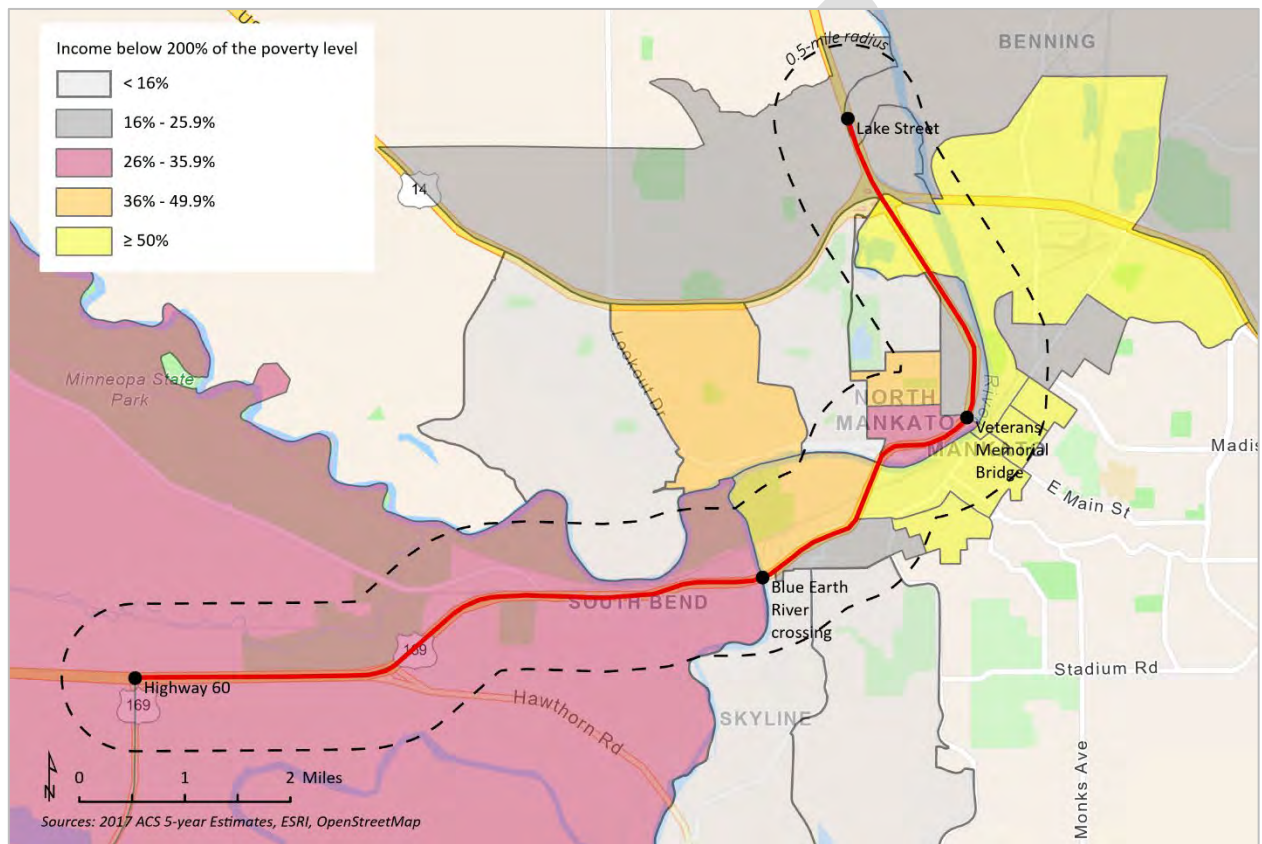 US
Income below 200% of the poverty level
< 16%
16% - 25.9%
26% - 35.9%
36% - 49.9%
≥ 50%
0.5-mile radius
BENNING
Lake Street
14
Lookout Dr
Minneopa State
Park
NORTH
MANKATO
River
Veterans
Memorial
Bridge
Madis
E Main St
Blue Earth
River
crossing
SOUTH BEND
169
Highway 60
169
Hawthorn Rd
SKYLINE
Stadium Rd
Monks Ave
N
0 1 2 Miles
Sources: 2017 ACS 5-year Estimates, ESRI, OpenStreetMap